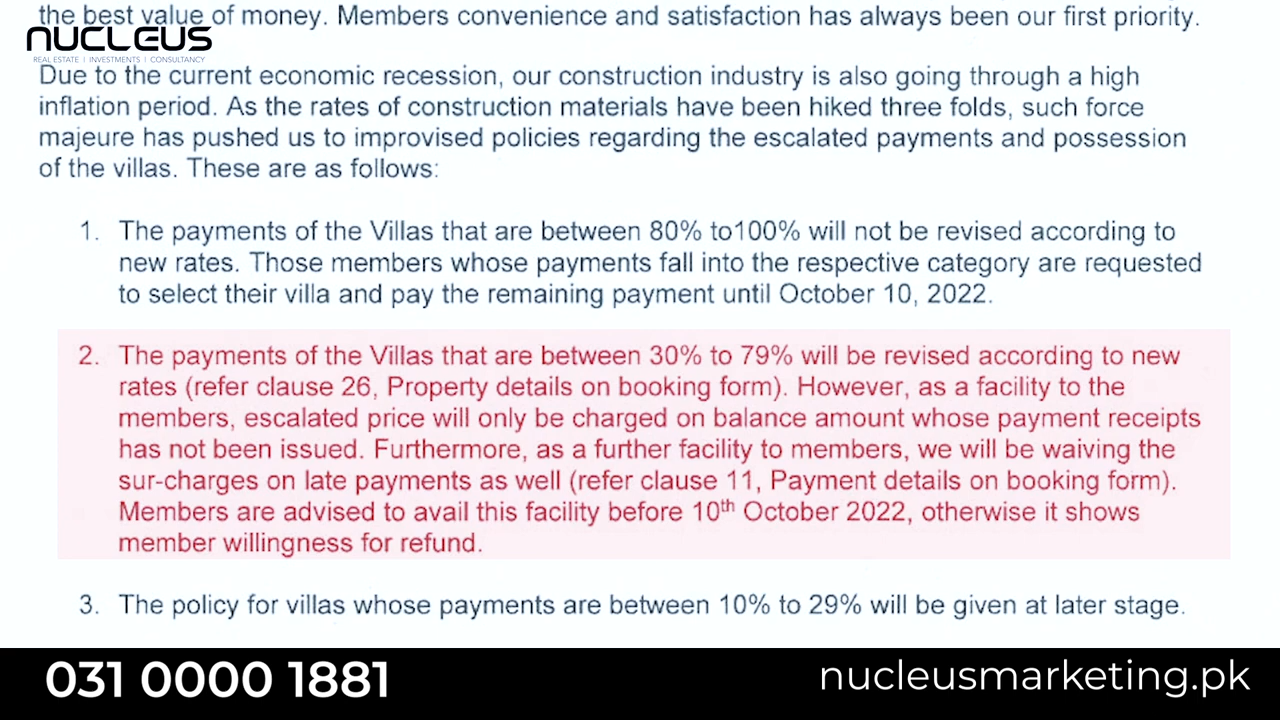 the best value of money. Members convenience and satisfaction has always been our first priority.
NUCLEUS
REAL ESTATE | INVESTMENTS | CONSULTANCY
Due to the current economic recession, our construction industry is also going through a high
inflation period. As the rates of construction materials have been hiked three folds, such force
majeure has pushed us to improvised policies regarding the escalated payments and possession
of the villas. These are as follows:
1. The payments of the Villas that are between 80% to100% will not be revised according to
new rates. Those members whose payments fall into the respective category are requested
to select their villa and pay the remaining payment until October 10, 2022.
2. The payments of the Villas that are between 30% to 79% will be revised according to new
rates (refer clause 26, Property details on booking form). However, as a facility to the
members, escalated price will only be charged on balance amount whose payment receipts
has not been issued. Furthermore, as a further facility to members, we will be waiving the
sur-charges on late payments as well (refer clause 11, Payment details on booking form).
Members are advised to avail this facility before 10th October 2022, otherwise it shows
member willingness for refund.
3. The policy for villas whose payments are between 10% to 29% will be given at later stage.
031 0000 1881
nucleusmarketing.pk